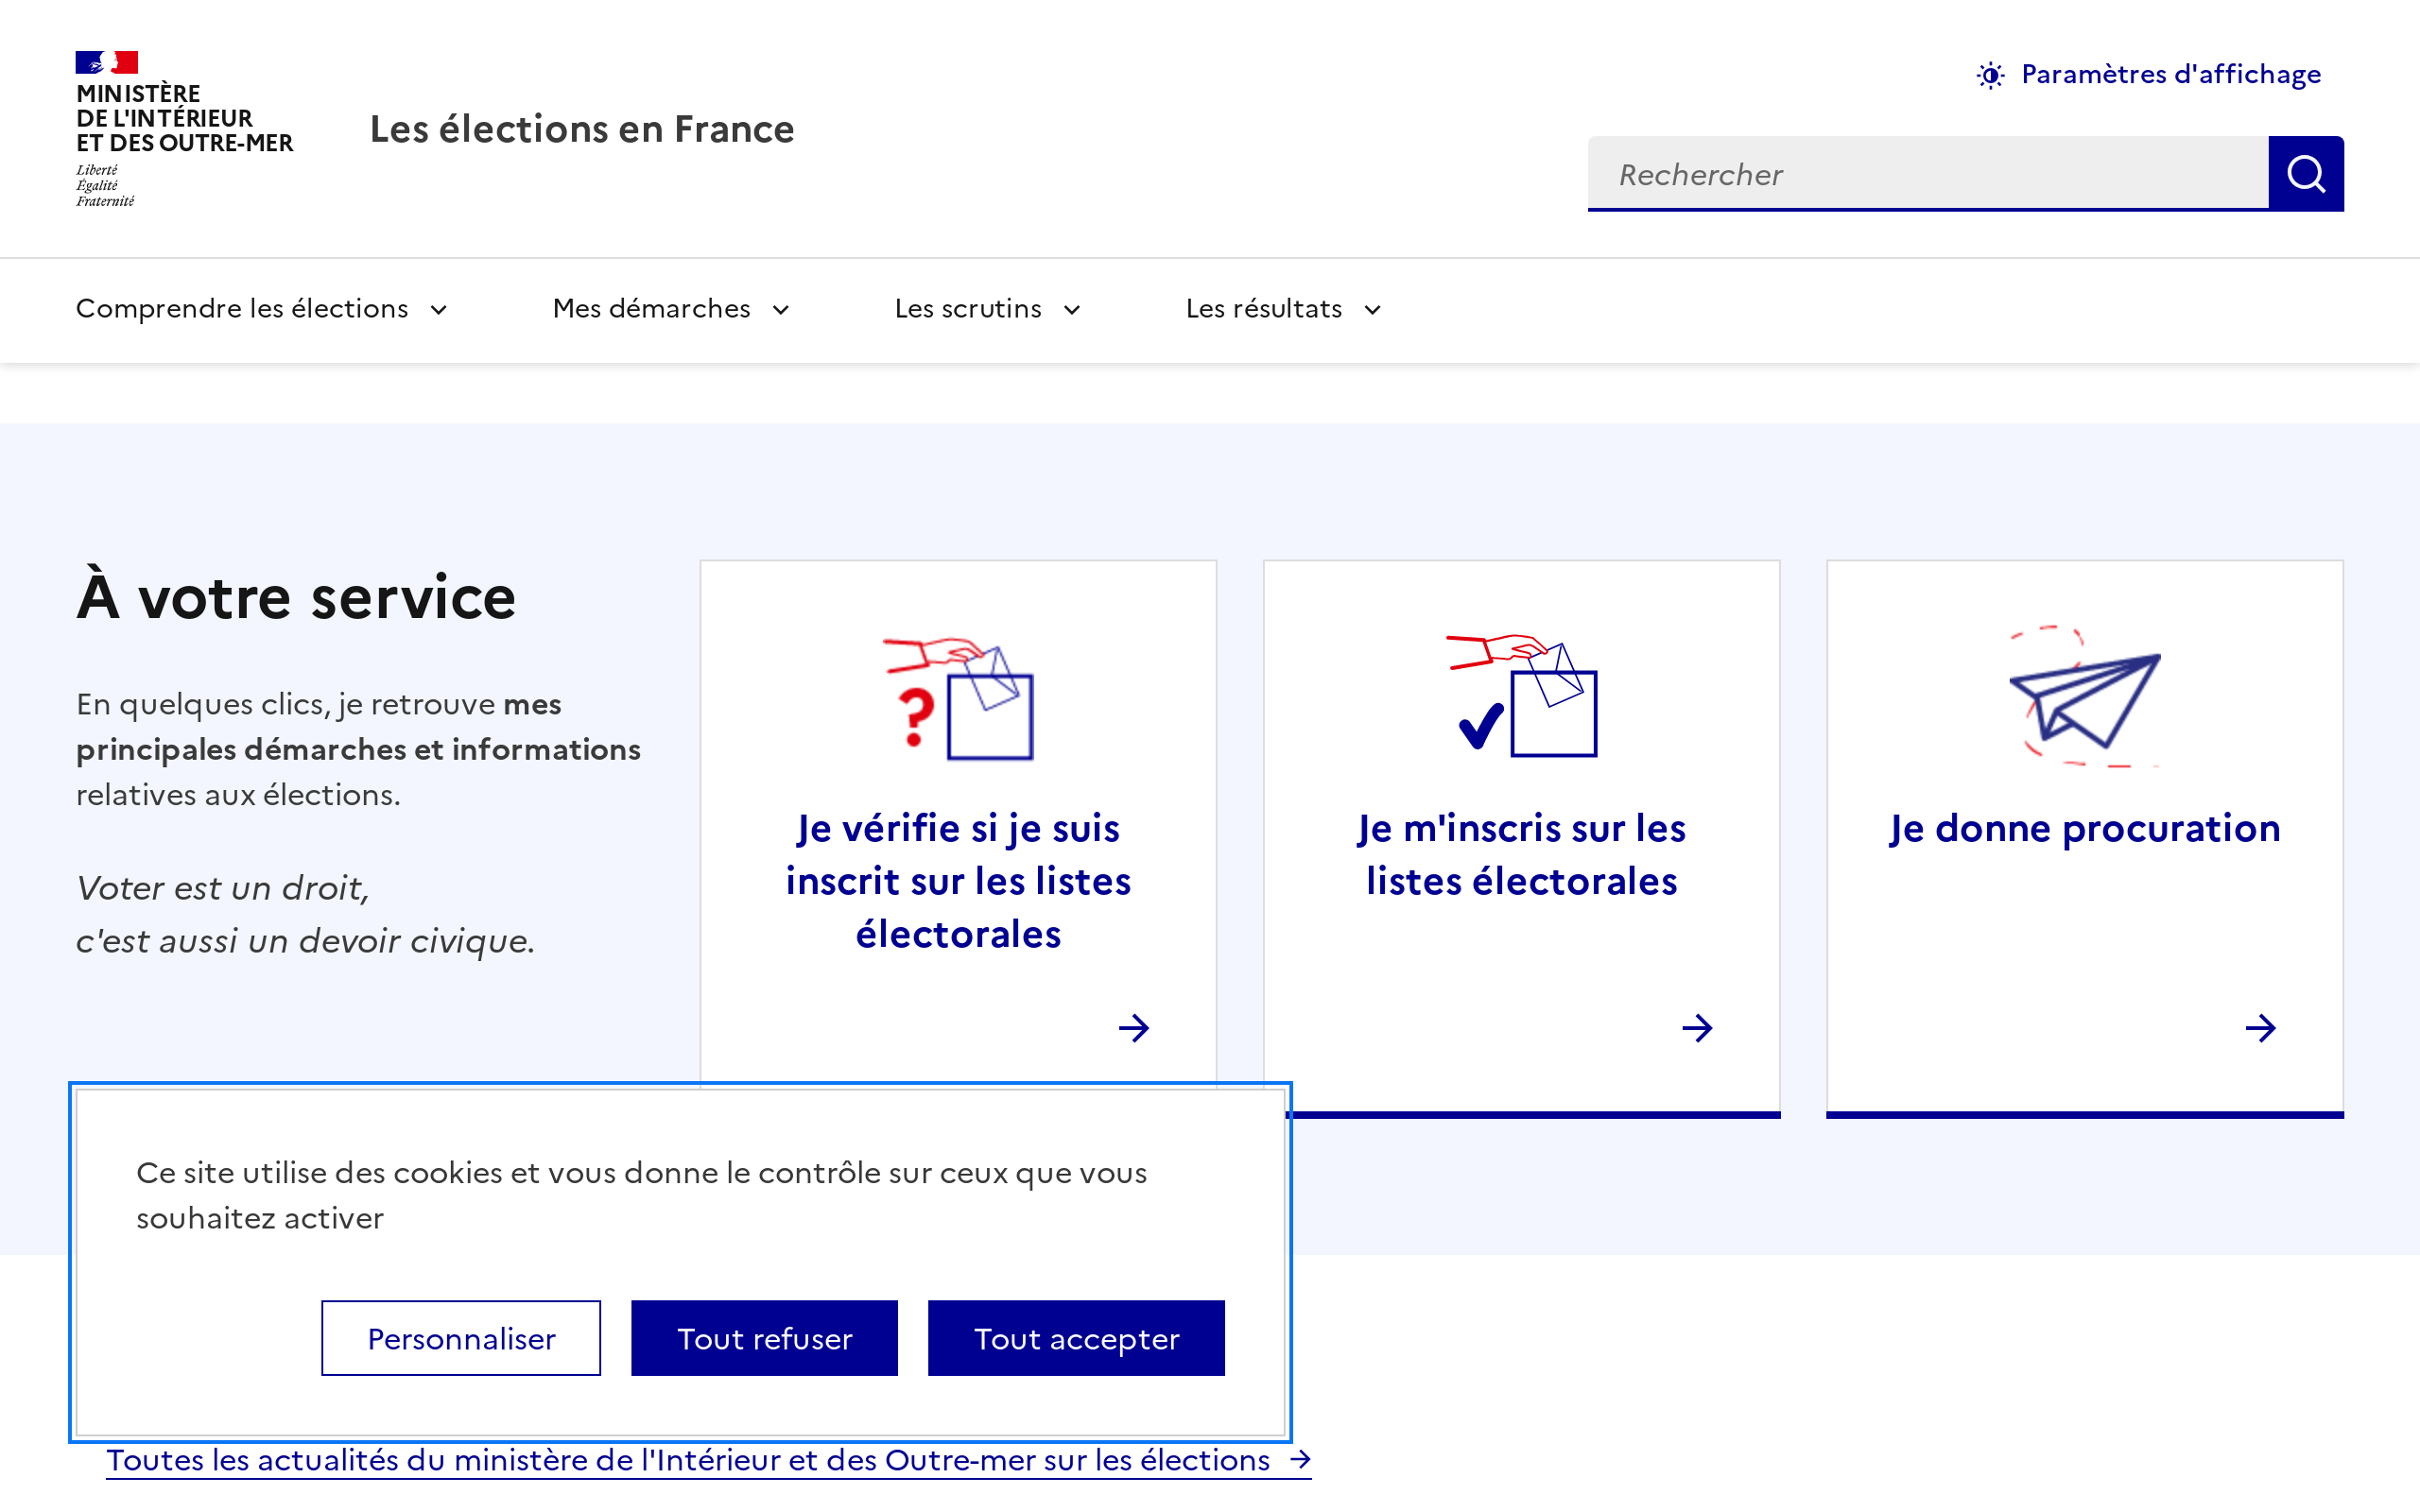 MINISTÈRE
DE L'INTÉRIEUR
ET DES OUTRE-MER
Liberté
Égalité
Fraternité
Les élections en France
Paramètres d'affichage
Rechercher
Comprendre les élections
Mes démarches
Les scrutins
Les résultats
À votre service
En quelques clics, je retrouve mes
principales démarches et informations
relatives aux élections.
Voter est un droit,
c'est aussi un devoir civique.
?
Je vérifie si je suis
inscrit sur les listes
électorales
Je m'inscris sur les
listes électorales
Je donne procuration
Ce site utilise des cookies et vous donne le contrôle sur ceux que vous
souhaitez activer
Personnaliser
Tout refuser
Tout accepter
Toutes les actualités du ministère de l'Intérieur et des Outre-mer sur les élections